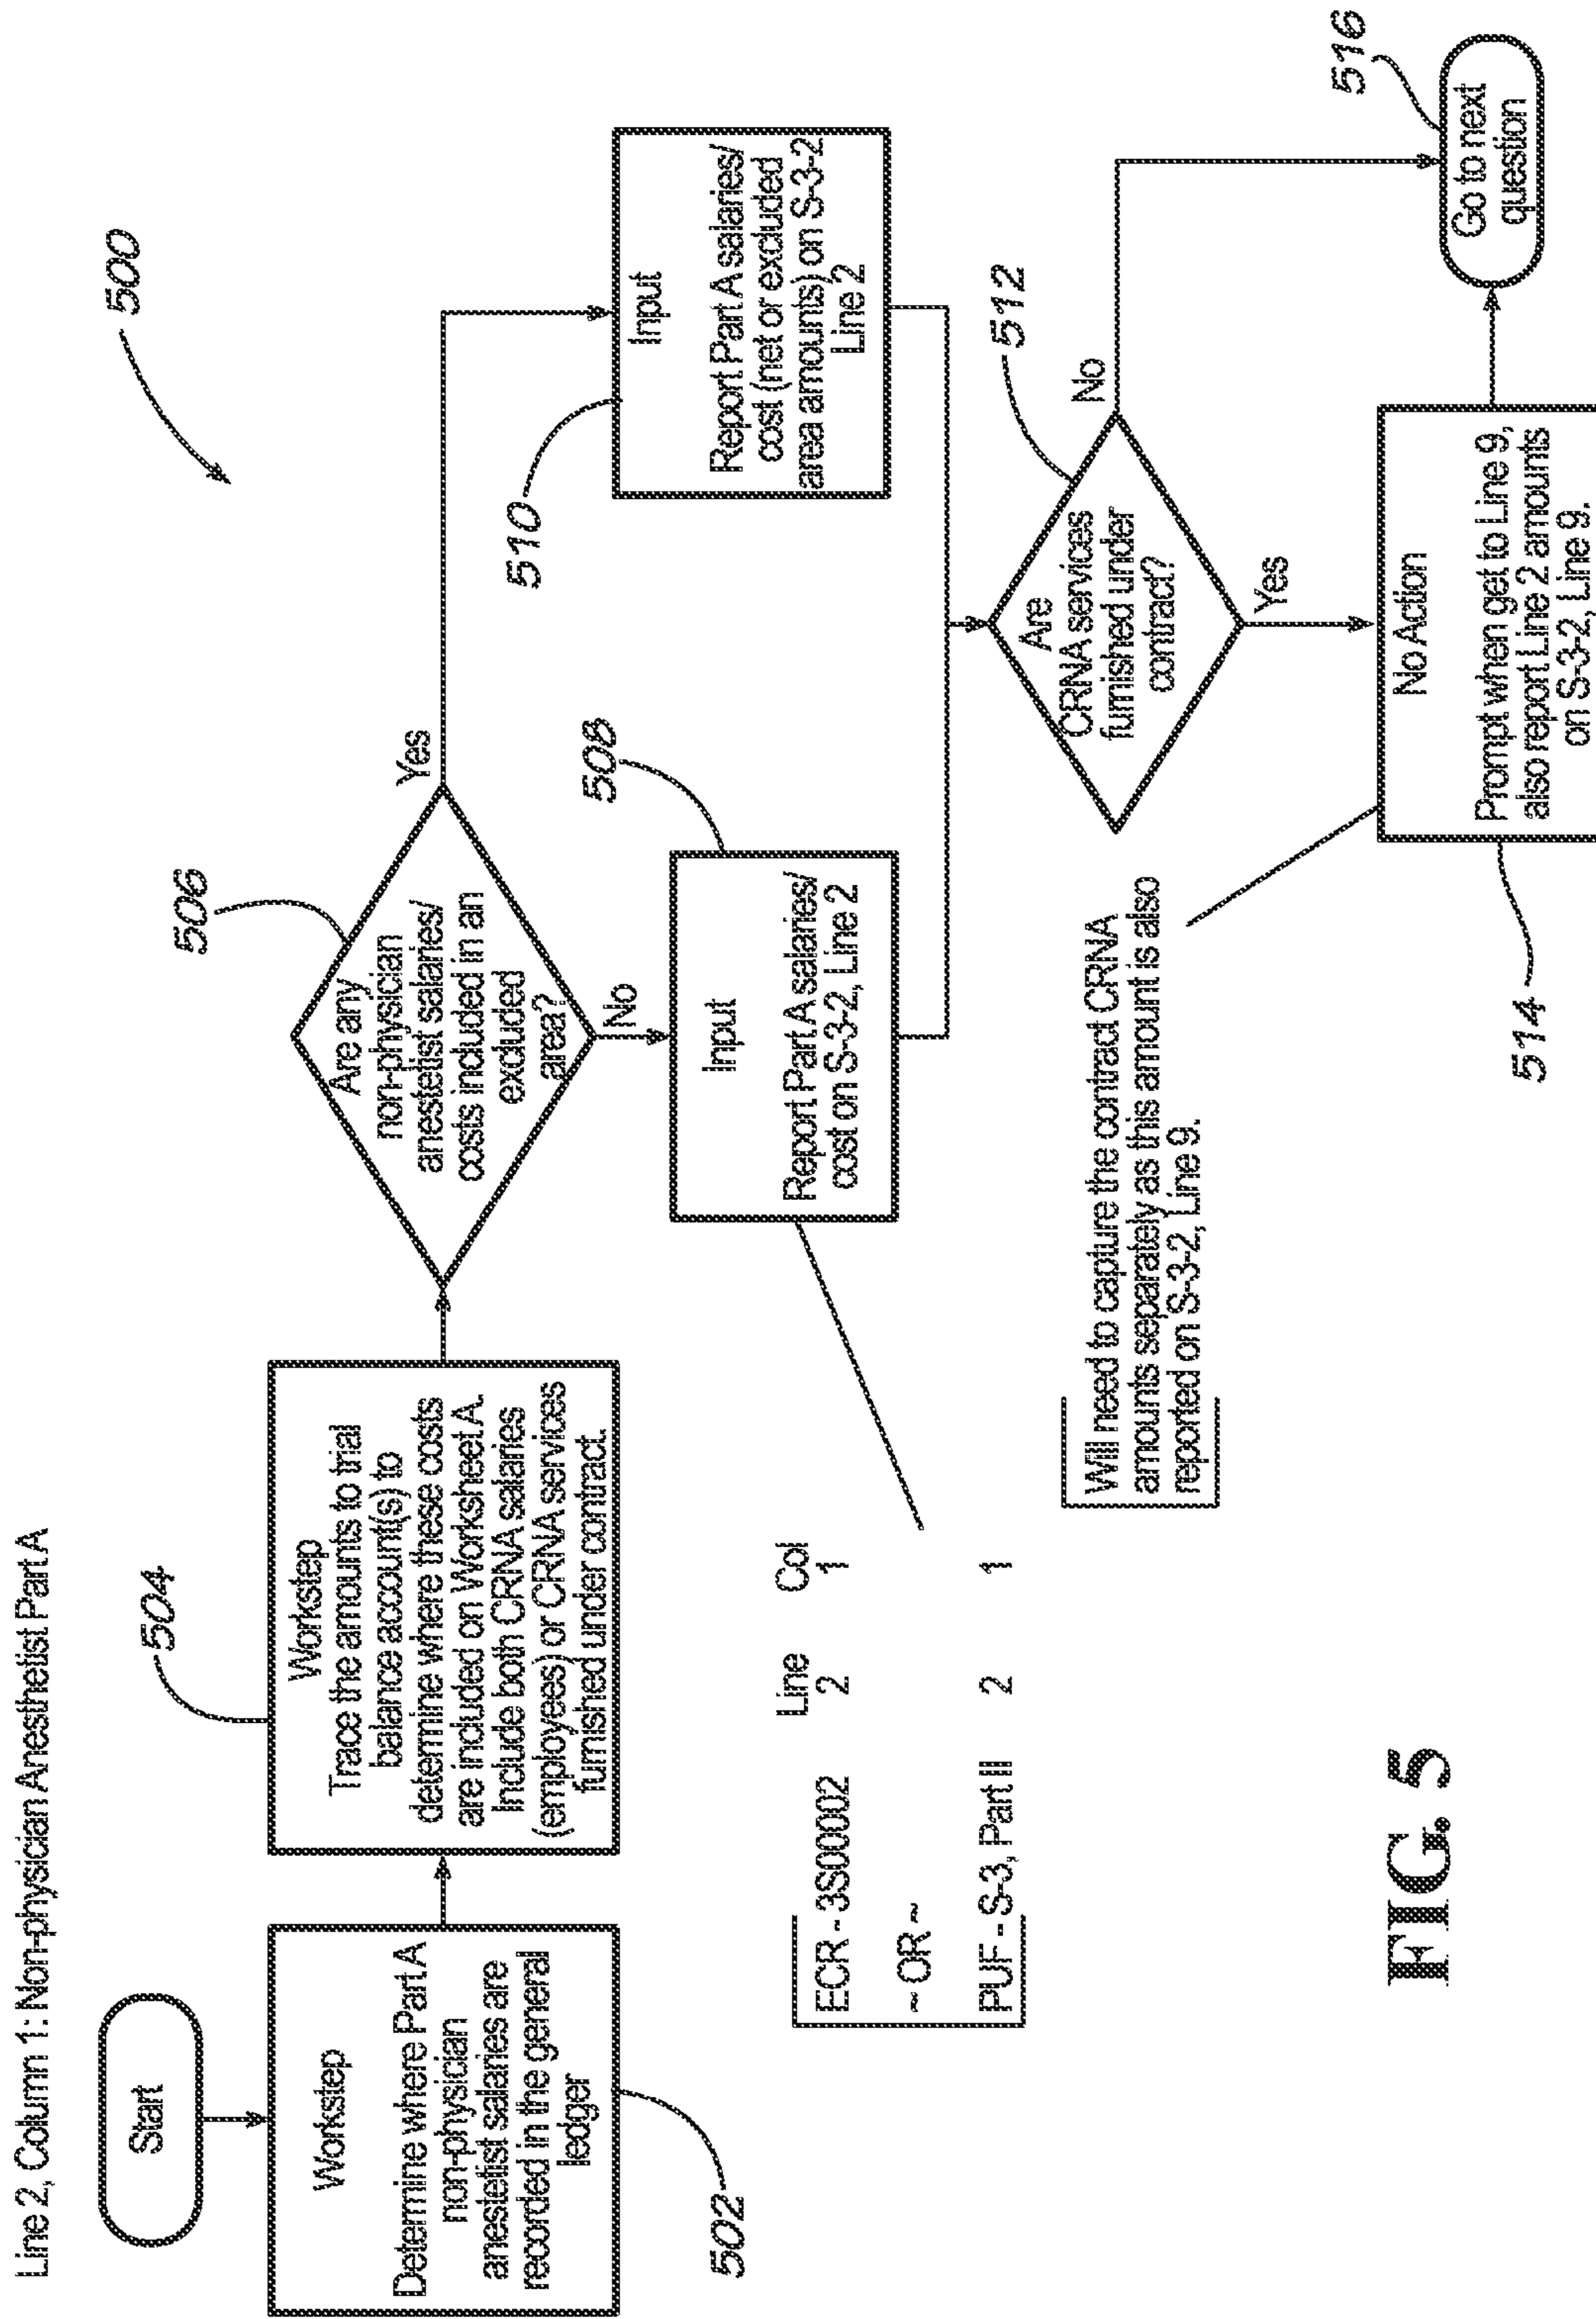 Line 2, Column 1: Non-physician Anesthetist Part A
500
Start
Workstep
Determine where Part A
non-physician
anestetist salaries are
recorded in the general
ledger
502
504
Workstep
Trace the amounts to trial
balance account(s) to
determine where these costs
are included on Worksheet A.
Include both CRNA salaries
(employees) or CRNA services
furnished under contract.
506
Are any
non-physician
anestetist salaries/
costs included in an
excluded
area?
Yes
No
508
Input
Report Part A salaries/
cost on S-3-2, Line 2
510
Input
Report Part A salaries/
cost (net or excluded
area amounts) on S-3-2
Line 2
Line Col
ECR - 3S00002 2 1
~ OR ~
PUF - S-3, Part II 2 1
512
Are
CRNA services
furnished under
contract?
No
Yes
Will need to capture the contract CRNA
amounts separately as this amount is also
reported on S-3-2, Line 9.
514
No Action
Prompt when get to Line 9,
also report Line 2 amounts
on S-3-2, Line 9.
516
Go to next
question
FIG. 5